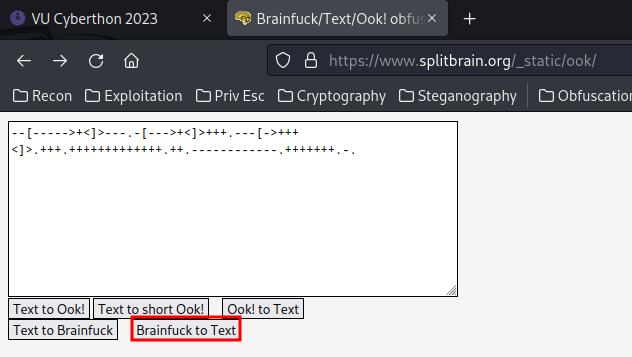 VU Cyberthon 2023
Brainfuck/Text/Ook! obfus
https://www.splitbrain.org/_static/ook/
Recon Exploitation Priv Esc Cryptography Steganography Obfuscation
--[----->+<]>---.-[--->+<]>+++.---[->+++
<]>.+++.+++++++++++++.++.------------.+++++++.-.
Text to Ook! Text to short Ook! Ook! to Text
Text to Brainfuck Brainfuck to Text